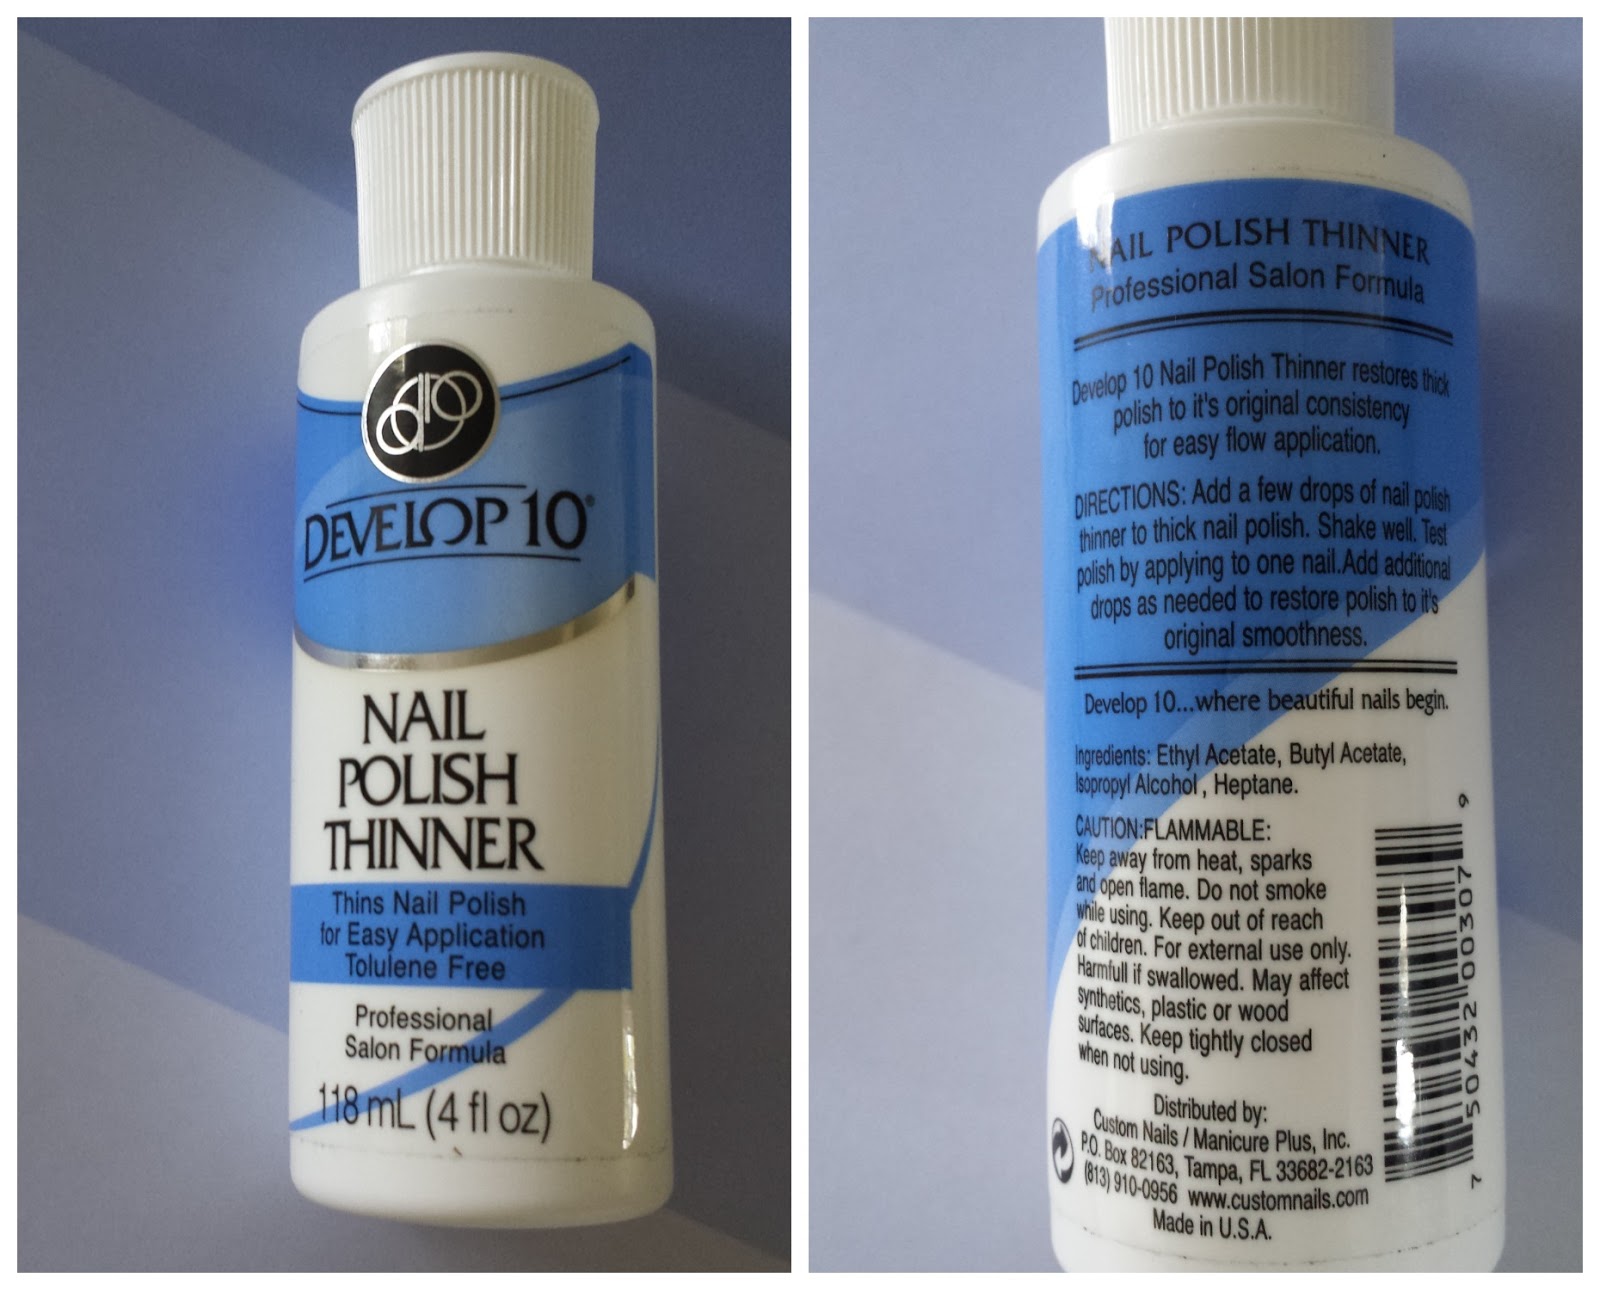 DEVELOP 10®
NAIL
POLISH
THINNER
Thins Nail Polish
for Easy Application
Tolulene Free
Professional
Salon Formula
118 mL (4 fl oz)
NAIL POLISH THINNER
Professional Salon Formula
Develop 10 Nail Polish Thinner restores thick
polish to it's original consistency
for easy flow application.
DIRECTIONS: Add a few drops of nail polish
thinner to thick nail polish. Shake well. Test
polish by applying to one nail.Add additional
drops as needed to restore polish to it's
original smoothness.
Develop 10...where beautiful nails begin.
Ingredients: Ethyl Acetate, Butyl Acetate,
Isopropyl Alcohol , Heptane.
CAUTION:FLAMMABLE:
Keep away from heat, sparks
and open flame. Do not smoke
while using. Keep out of reach
of children. For external use only.
Harmfull if swallowed. May affect
synthetics, plastic or wood
surfaces. Keep tightly closed
when not using.
Distributed by:
Custom Nails / Manicure Plus, Inc.
P.O. Box 82163, Tampa, FL 33682-2163
(813) 910-0956 www.customnails.com
Made in U.S.A.
7 50432 00307 9